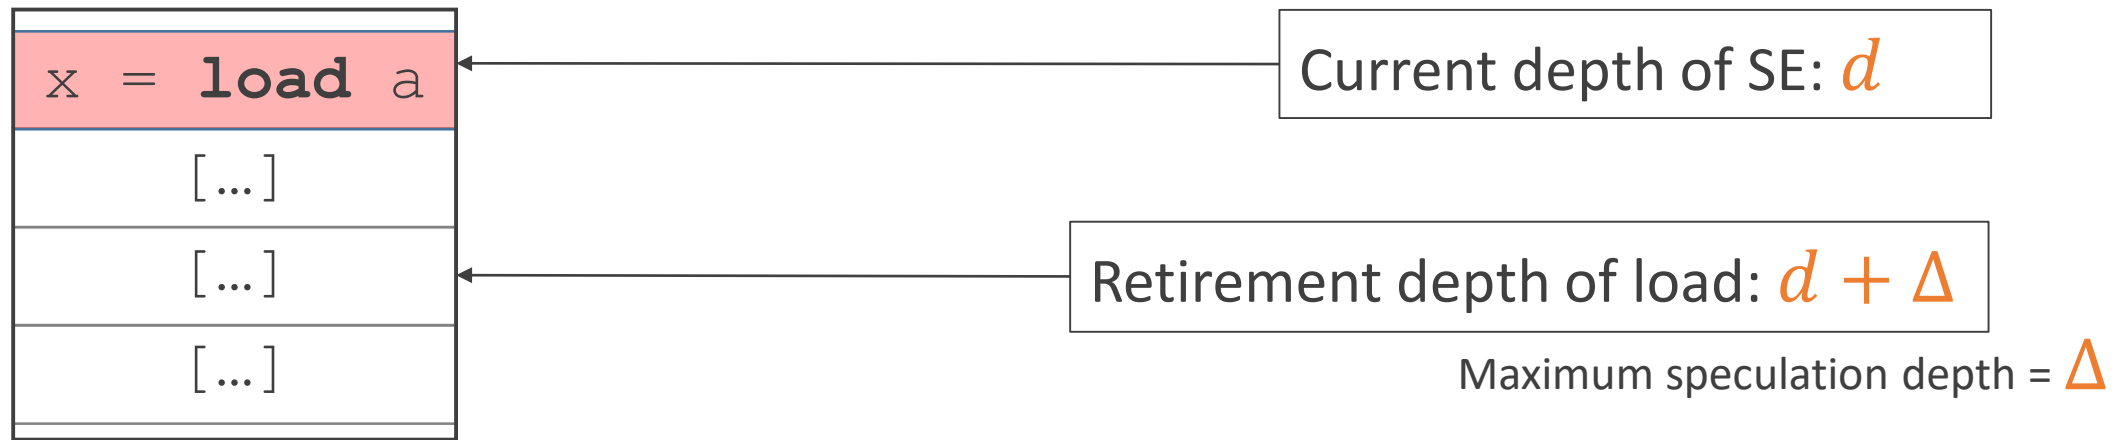 x = load a
Current depth of SE: d
[…]
[…]
Retirement depth of load: d + Δ
[…]
Maximum speculation depth = Δ